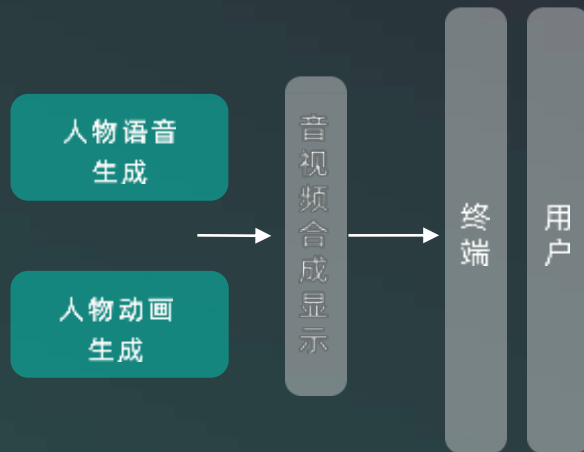 人物语音
生成
人物动画
生成
音视频合成显示
终端
用户